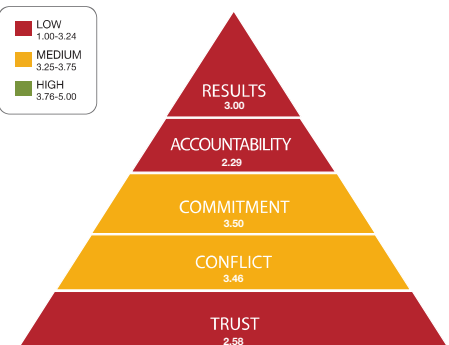 LOW
1.00-3.24
MEDIUM
3.25-3.75
HIGH
3.76-5.00
RESULTS
3.00
ACCOUNTABILITY
2.29
COMMITMENT
3.50
CONFLICT
3.46
TRUST
2.58